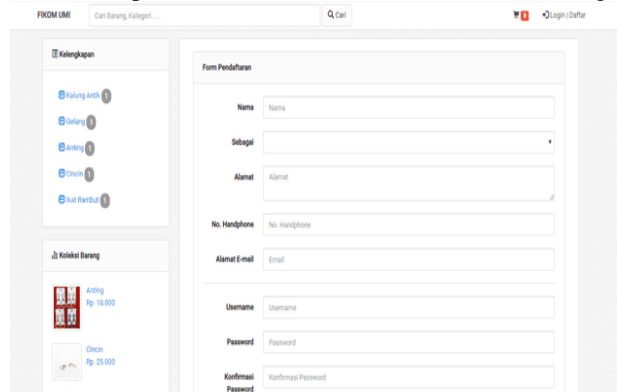 FIKOM UMI
Cari Barang, Kategori . . .
Cari
0
Login | Daftar
Kelengkapan
Kalung Antik 1
Gelang 1
Anting 1
Cincin 1
Ikat Rambut 1
Koleksi Barang
Anting
Rp. 18.000
Cincin
Rp. 25.000
Form Pendaftaran
Nama
Nama
Sebagai
Alamat
Alamat
No. Handphone
No. Handphone
Alamat E-mail
Email
Username
Username
Password
Password
Konfirmasi
Password
Konfirmasi Password